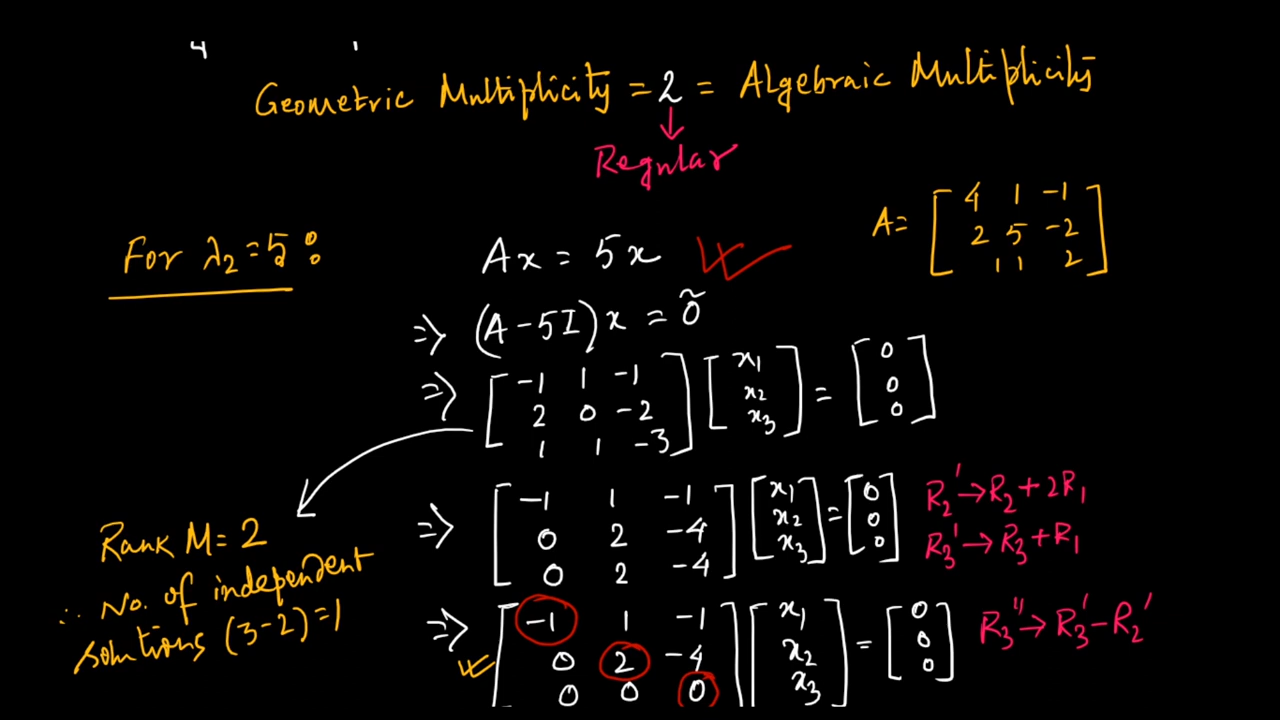 4 1
Geometric Multiplicity = 2 = Algebraic Multiplicity
↓
Regular
A = [ 4 1 -1
2 5 -2
1 1 2 ]
For λ₂ = 5 :
Ax = 5x
⇒ (A - 5I) x = õ
⇒ [ -1 1 -1 ] [ x₁ ] = [ 0 ]
[ 2 0 -2 ] [ x₂ ] [ 0 ]
[ 1 1 -3 ] [ x₃ ] [ 0 ]
⇒ [ -1 1 -1 ] [ x₁ ] = [ 0 ] R₂' → R₂ + 2R₁
[ 0 2 -4 ] [ x₂ ] [ 0 ] R₃' → R₃ + R₁
[ 0 2 -4 ] [ x₃ ] [ 0 ]
Rank M = 2
∴ No. of independent
solutions (3-2) = 1
⇒ [ -1 1 -1 ] [ x₁ ] = [ 0 ] R₃'' → R₃' - R₂'
[ 0 2 -4 ] [ x₂ ] [ 0 ]
[ 0 0 0 ] [ x₃ ] [ 0 ]